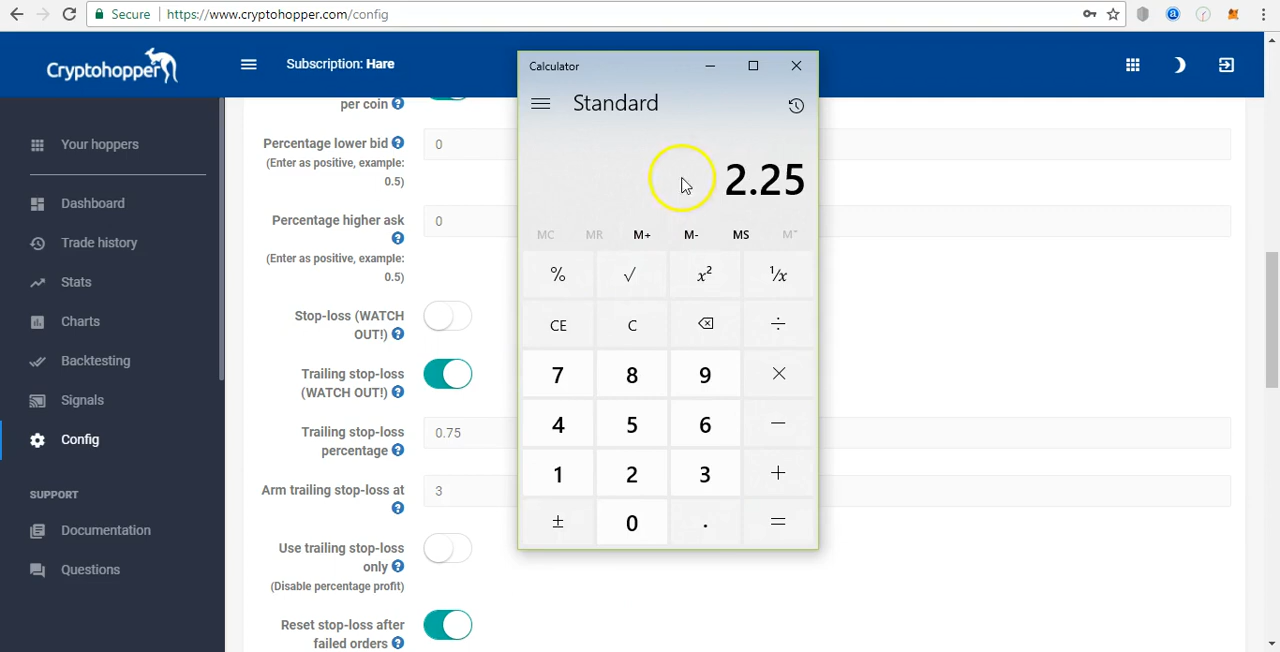 Secure
https://www.cryptohopper.com/config
Cryptohopper
Subscription: Hare
Your hoppers
Dashboard
Trade history
Stats
Charts
Backtesting
Signals
Config
SUPPORT
Documentation
Questions
per coin
Percentage lower bid
(Enter as positive, example:
0.5)
0
Percentage higher ask
(Enter as positive, example:
0.5)
0
Stop-loss (WATCH
OUT!)
Trailing stop-loss
(WATCH OUT!)
Trailing stop-loss
percentage
0.75
Arm trailing stop-loss at
3
Use trailing stop-loss
only
(Disable percentage profit)
Reset stop-loss after
failed orders
Calculator
Standard
2.25
MC MR M+ M- MS M˅
% √ x² ¹/x
CE C ⌫ ÷
7 8 9 ×
4 5 6 −
1 2 3 +
± 0 . =